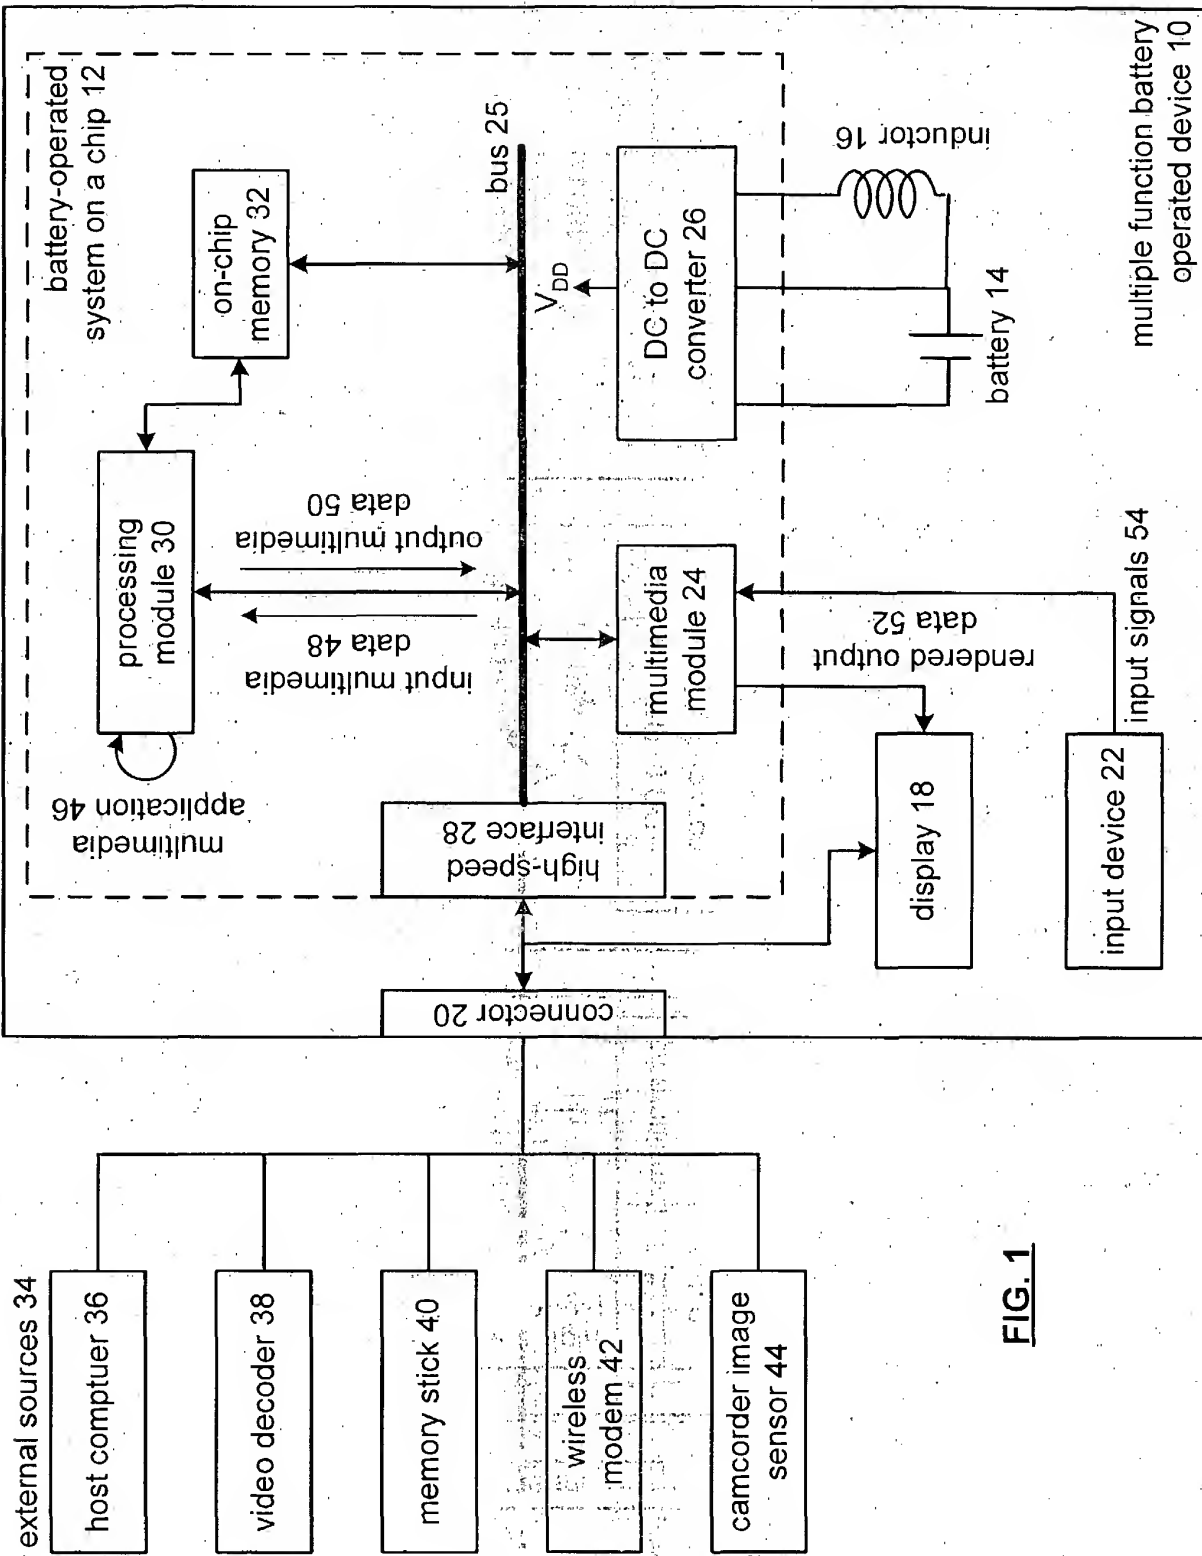 external sources 34
host comptuer 36
video decoder 38
memory stick 40
wireless
modem 42
camcorder image
sensor 44
connector 20
high-speed
interface 28
multimedia
application 46
processing
module 30
input multimedia
data 48
output multimedia
data 50
on-chip
memory 32
battery-operated
system on a chip 12
bus 25
multimedia
module 24
DC to DC
converter 26
VDD
inductor 16
battery 14
rendered output
data 52
display 18
input device 22
input signals 54
multiple function battery
operated device 10
FIG. 1